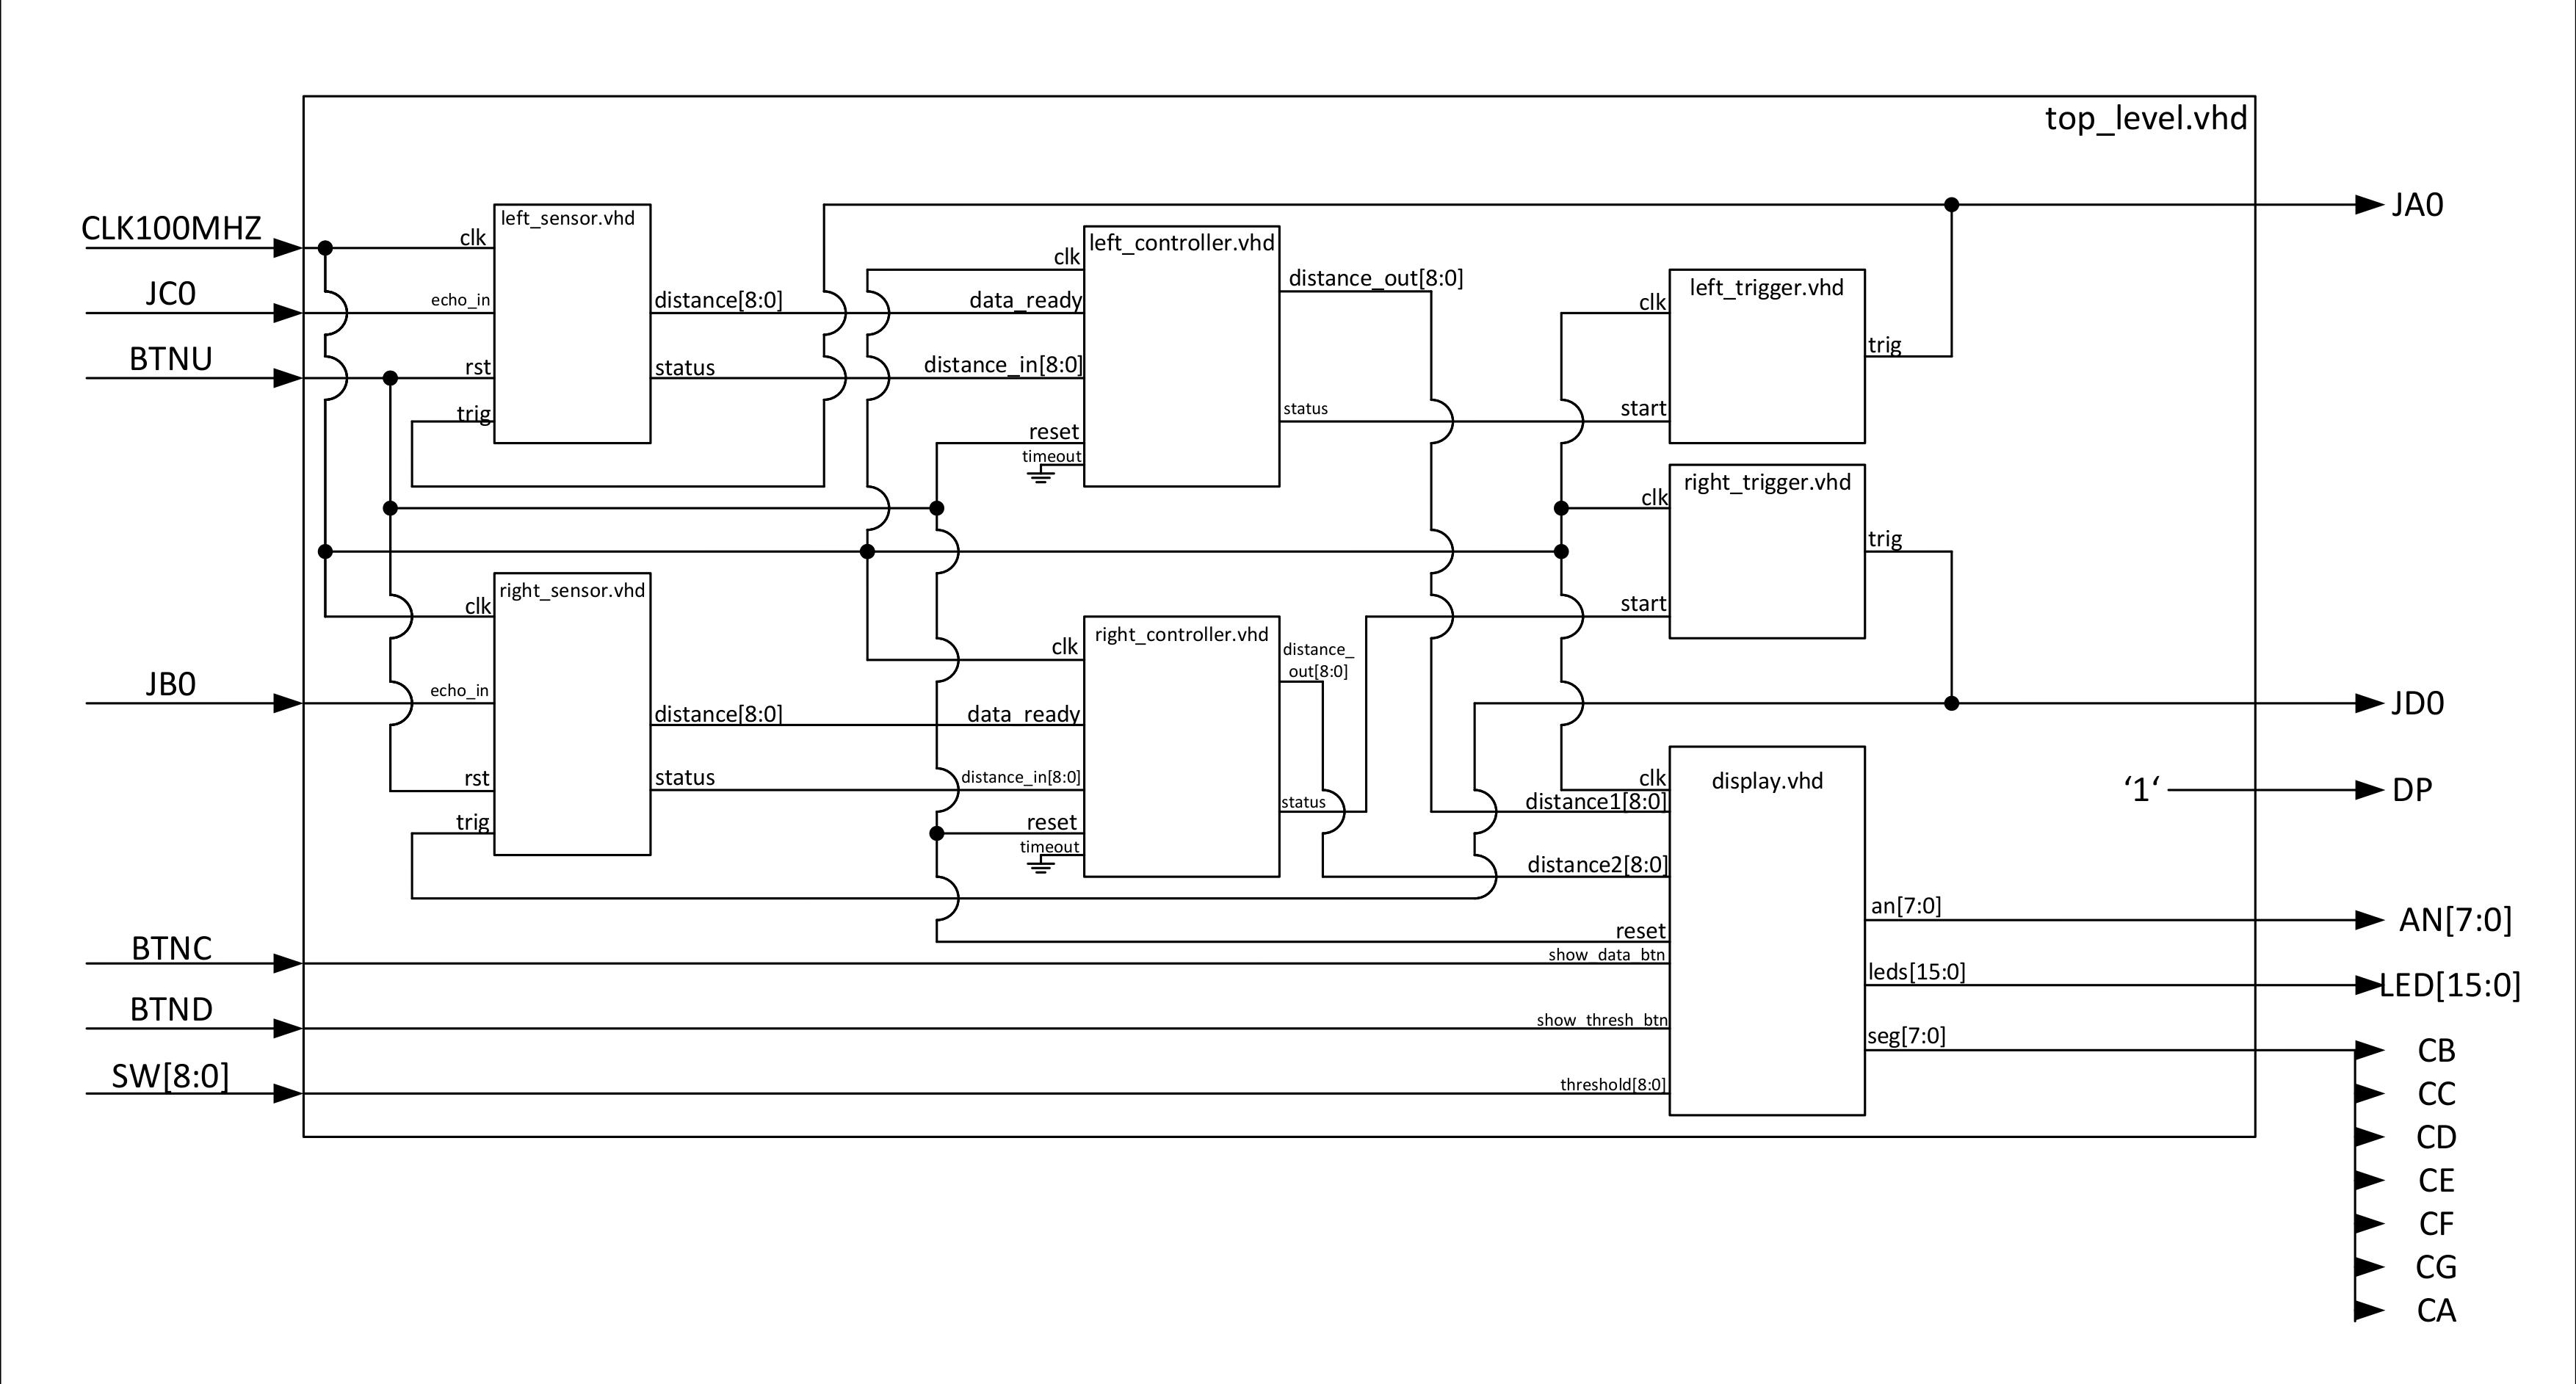 top_level.vhd
CLK100MHZ
JC0
BTNU
JB0
BTNC
BTND
SW[8:0]
left_sensor.vhd
clk
echo_in
rst
trig
distance[8:0]
status
right_sensor.vhd
clk
echo_in
rst
trig
distance[8:0]
status
left_controller.vhd
clk
data_ready
distance_in[8:0]
reset
timeout
distance_out[8:0]
status
right_controller.vhd
clk
data_ready
distance_in[8:0]
reset
timeout
distance_
out[8:0]
status
left_trigger.vhd
clk
start
trig
right_trigger.vhd
clk
start
trig
display.vhd
clk
distance1[8:0]
distance2[8:0]
reset
show_data_btn
show_thresh_btn
threshold[8:0]
an[7:0]
leds[15:0]
seg[7:0]
JA0
JD0
‘1‘
DP
AN[7:0]
LED[15:0]
CB
CC
CD
CE
CF
CG
CA